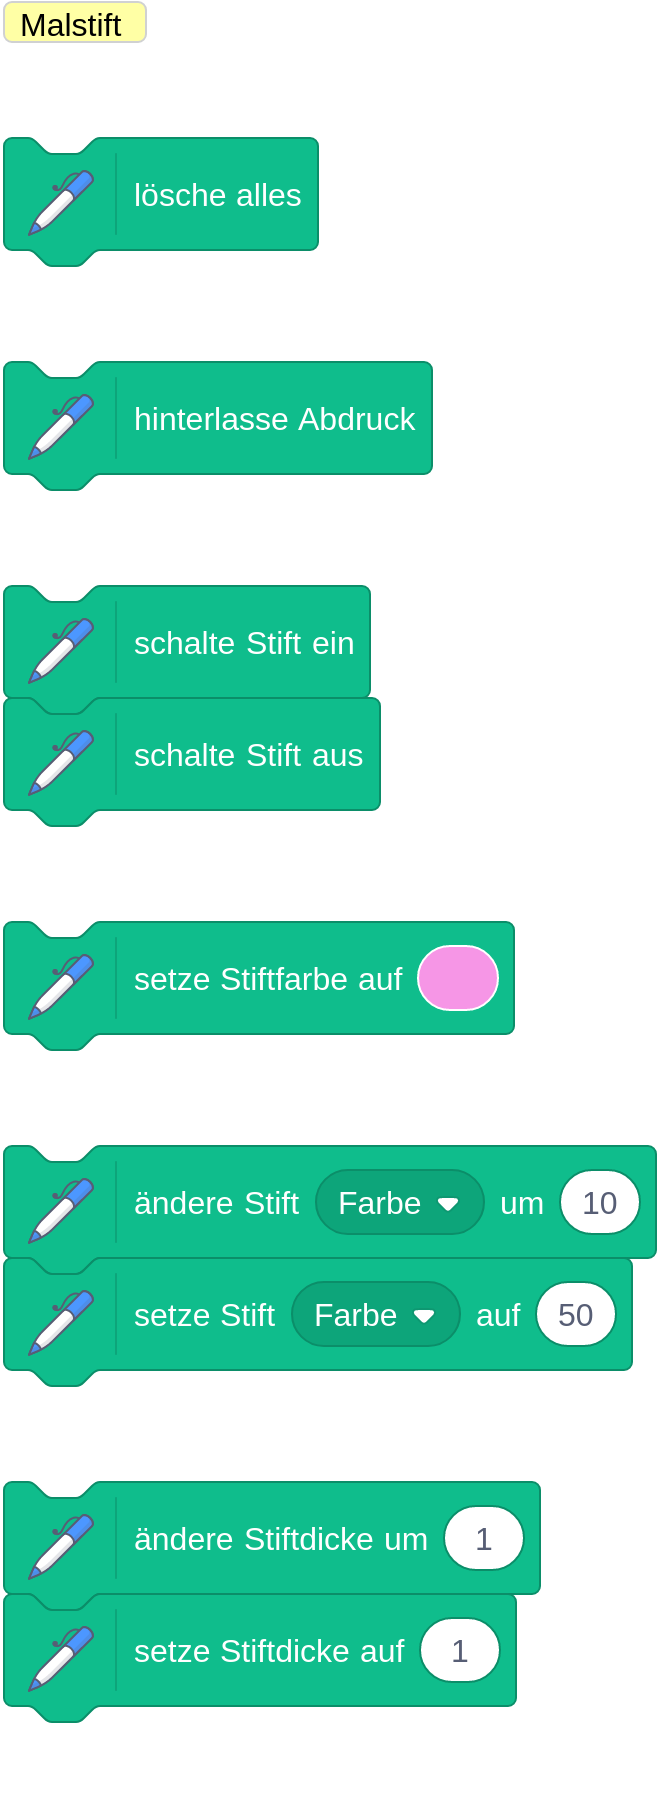 Malstift
lösche alles
hinterlasse Abdruck
schalte Stift ein
schalte Stift aus
setze Stiftfarbe auf
ändere Stift Farbe um 10
setze Stift Farbe auf 50
ändere Stiftdicke um 1
setze Stiftdicke auf 1